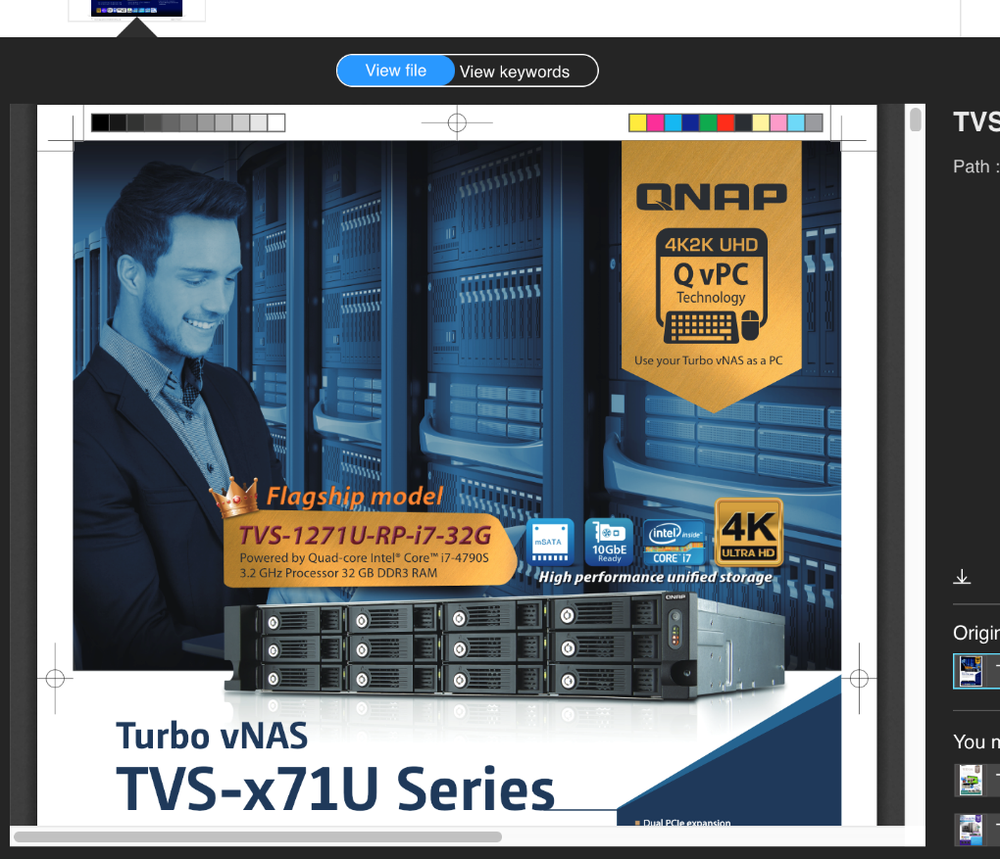 View file
View keywords
TVS
Path :
QNAP
4K2K UHD
Q vPC
Technology
Use your Turbo vNAS as a PC
Flagship model
TVS-1271U-RP-i7-32G
Powered by Quad-core Intel® Core™ i7-4790S
3.2 GHz Processor 32 GB DDR3 RAM
mSATA
10GbE
Ready
intel inside™
CORE™ i7
4K
ULTRA HD
High performance unified storage
QNAP
Turbo vNAS
TVS-x71U Series
Dual PCIe expansion
Origin
You m